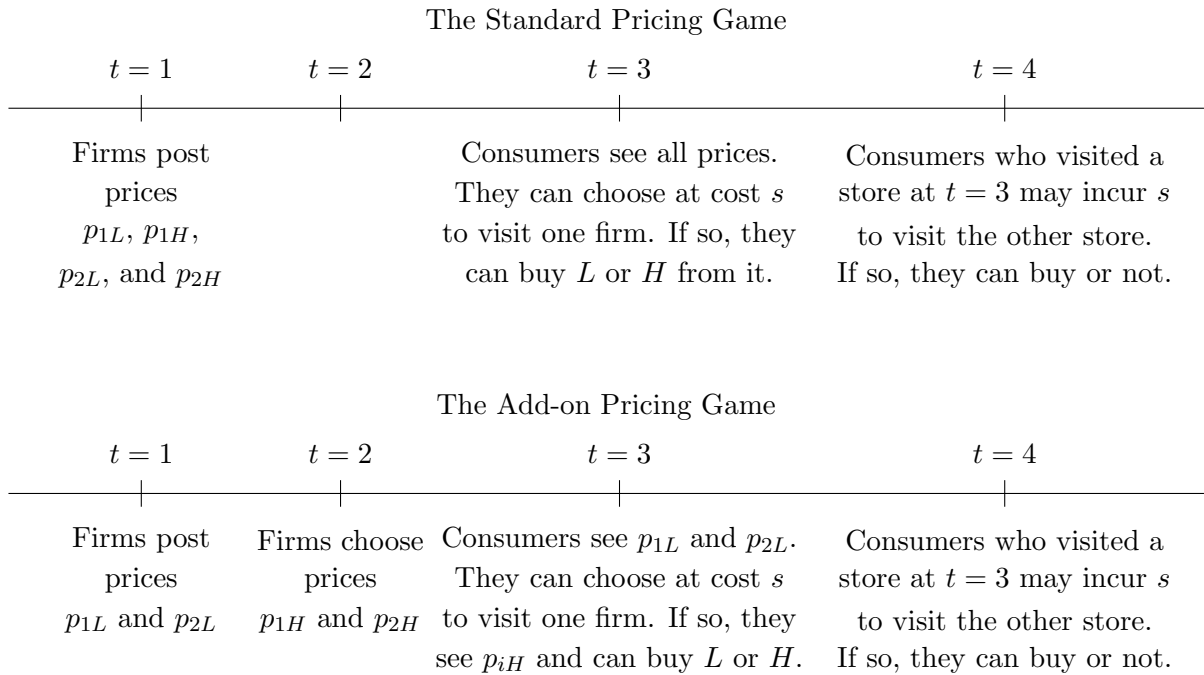 The Standard Pricing Game
t = 1 t = 2 t = 3 t = 4
Firms post
prices
p1L, p1H,
p2L, and p2H
Consumers see all prices.
They can choose at cost s
to visit one firm. If so, they
can buy L or H from it.
Consumers who visited a
store at t = 3 may incur s
to visit the other store.
If so, they can buy or not.
The Add-on Pricing Game
t = 1 t = 2 t = 3 t = 4
Firms post
prices
p1L and p2L
Firms choose
prices
p1H and p2H
Consumers see p1L and p2L.
They can choose at cost s
to visit one firm. If so, they
see piH and can buy L or H.
Consumers who visited a
store at t = 3 may incur s
to visit the other store.
If so, they can buy or not.